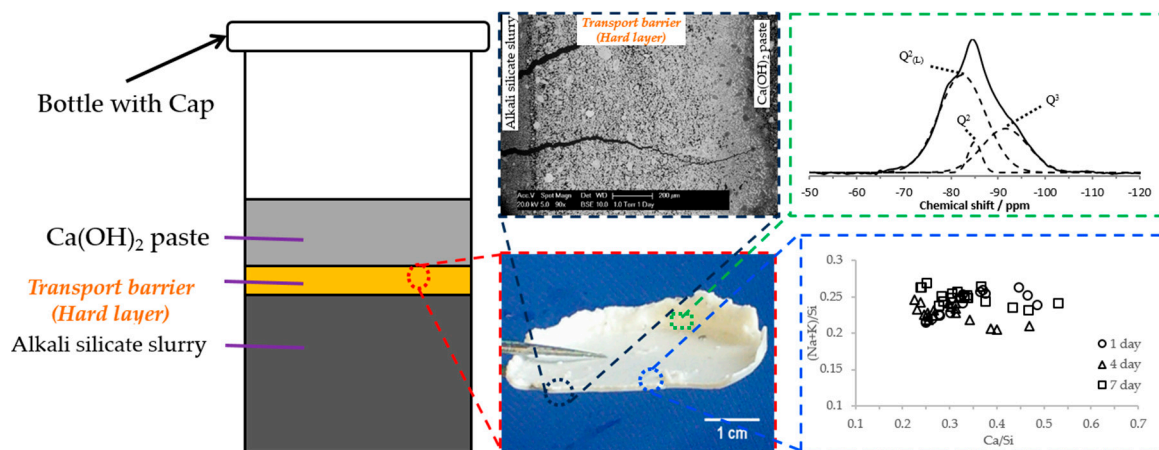 Bottle with Cap
Ca(OH)2 paste
Transport barrier
(Hard layer)
Alkali silicate slurry
Transport barrier
(Hard layer)
Alkali silicate slurry
Ca(OH)2 paste
Acc.V Spot Magn Det WD 200 µm
20.0 kV 5.0 90x BSE 10.0 1.0 Terr 1 Day
1 cm
Q2(L)
Q2
Q3
-50 -60 -70 -80 -90 -100 -110 -120
Chemical shift / ppm
(Na+K)/Si
0.3
0.25
0.2
0.15
0.1
1 day
4 day
7 day
0.1 0.2 0.3 0.4 0.5 0.6 0.7
Ca/Si